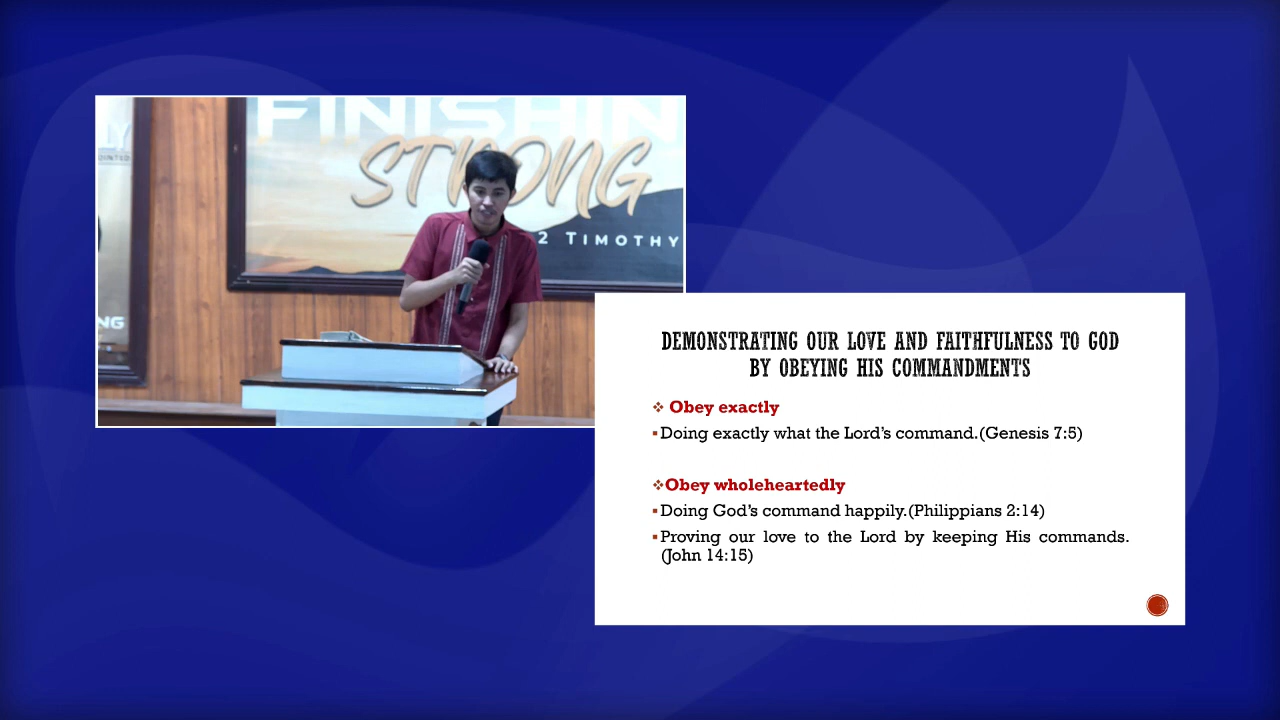 FINISHIN
STRONG
2 TIMOTHY
NG
DEMONSTRATING OUR LOVE AND FAITHFULNESS TO GOD
BY OBEYING HIS COMMANDMENTS
❖ Obey exactly
▪Doing exactly what the Lord's command.(Genesis 7:5)
❖Obey wholeheartedly
▪Doing God's command happily.(Philippians 2:14)
▪Proving our love to the Lord by keeping His commands.
(John 14:15)